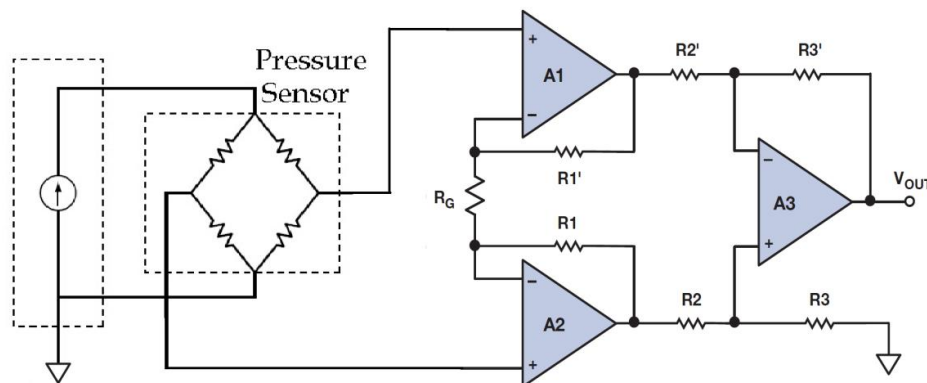 Pressure
Sensor
+
A1
−
R2'
R3'
R1'
RG
R1
−
A3
+
VOUT
−
A2
+
R2
R3